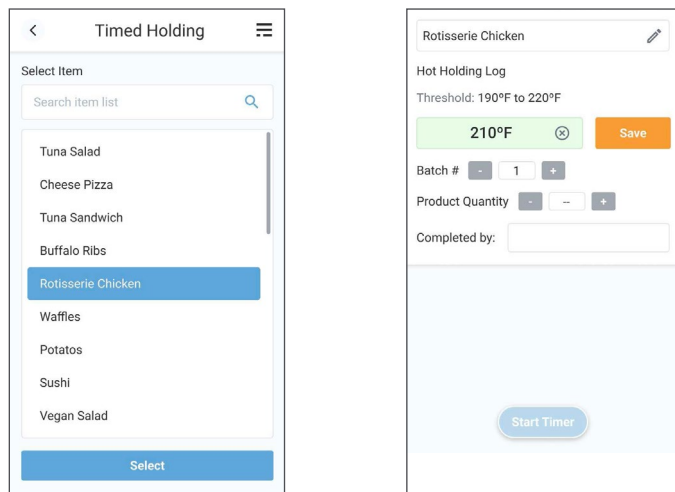 Timed Holding
Select Item
Search item list
Tuna Salad
Cheese Pizza
Tuna Sandwich
Buffalo Ribs
Rotisserie Chicken
Waffles
Potatos
Sushi
Vegan Salad
Select
Rotisserie Chicken
Hot Holding Log
Threshold: 190ºF to 220ºF
210ºF Save
Batch # - 1 +
Product Quantity - -- +
Completed by:
Start Timer